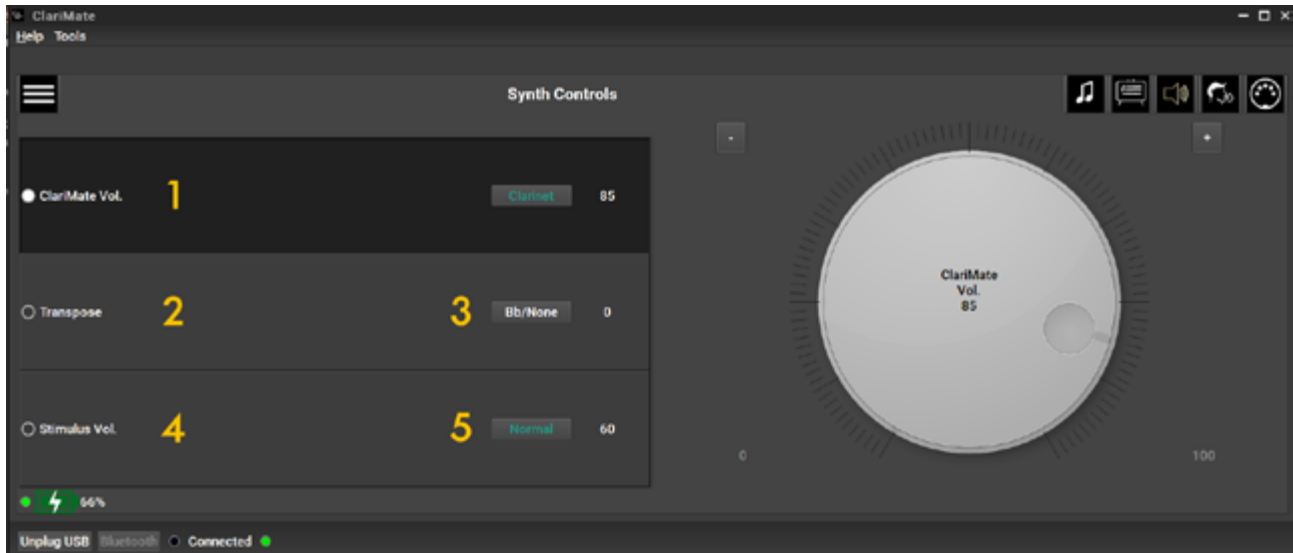 ClariMate
Help Tools
Synth Controls
ClariMate Vol. 1 Clarinet 85
Transpose 2 3 Bb/None 0
Stimulus Vol. 4 5 Normal 60
- +
ClariMate
Vol.
85
0 100
66%
Unplug USB Bluetooth Connected